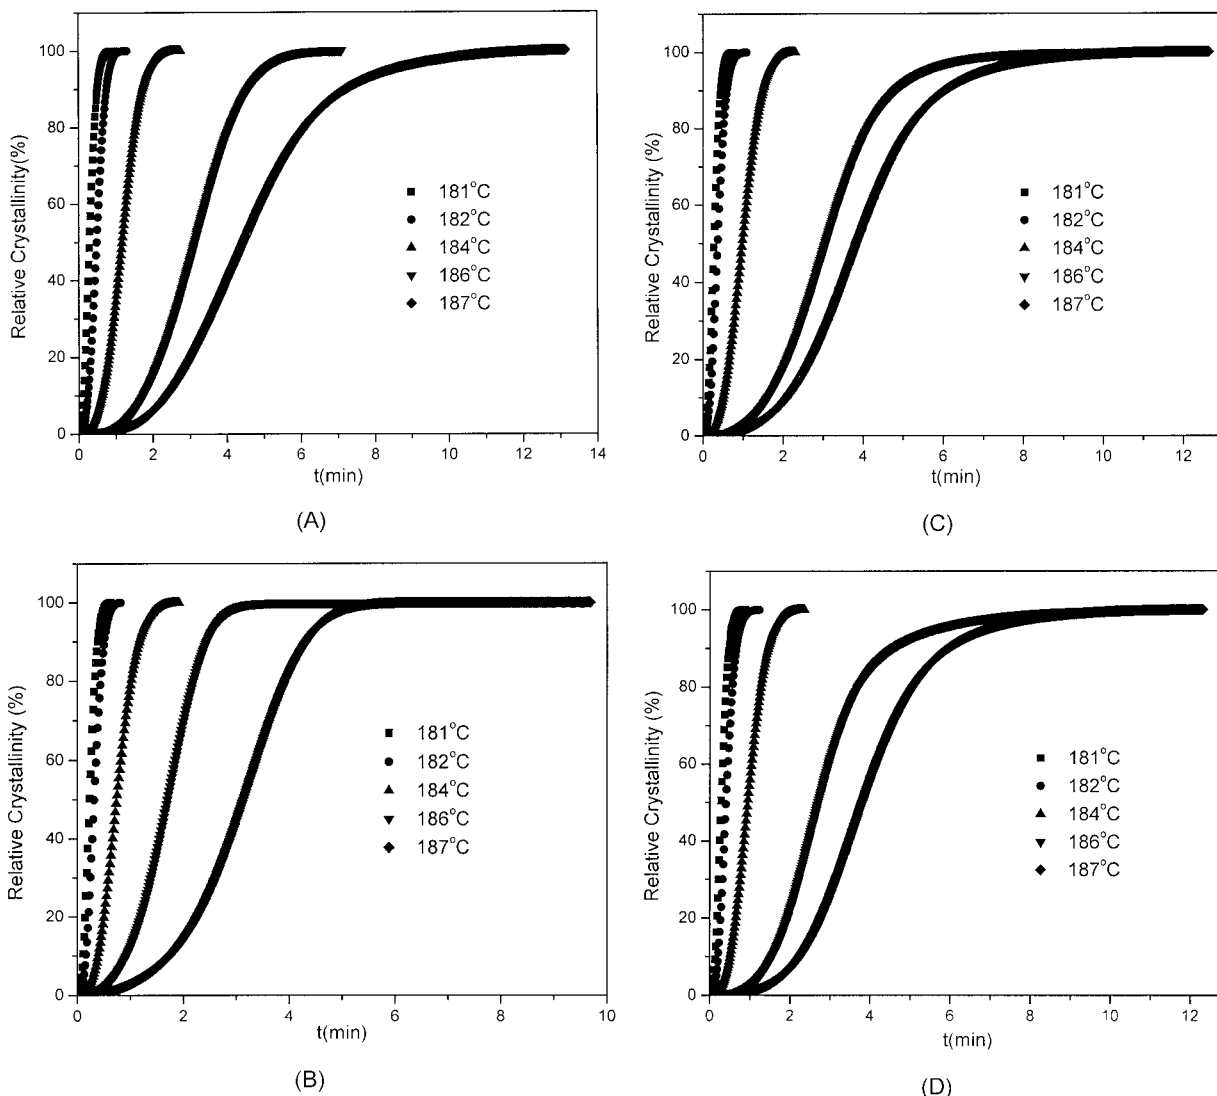 Relative Crystallinity(%)
100
80
60
40
20
0
181°C
182°C
184°C
186°C
187°C
0 2 4 6 8 10 12 14
t(min)
(A)
Relative Crystallinity (%)
100
80
60
40
20
0
181°C
182°C
184°C
186°C
187°C
0 2 4 6 8 10 12
t(min)
(C)
Relative Crystallinity (%)
100
80
60
40
20
0
181°C
182°C
184°C
186°C
187°C
0 2 4 6 8 10
t(min)
(B)
Relative Crystallinity (%)
100
80
60
40
20
0
181°C
182°C
184°C
186°C
187°C
0 2 4 6 8 10 12
t(min)
(D)